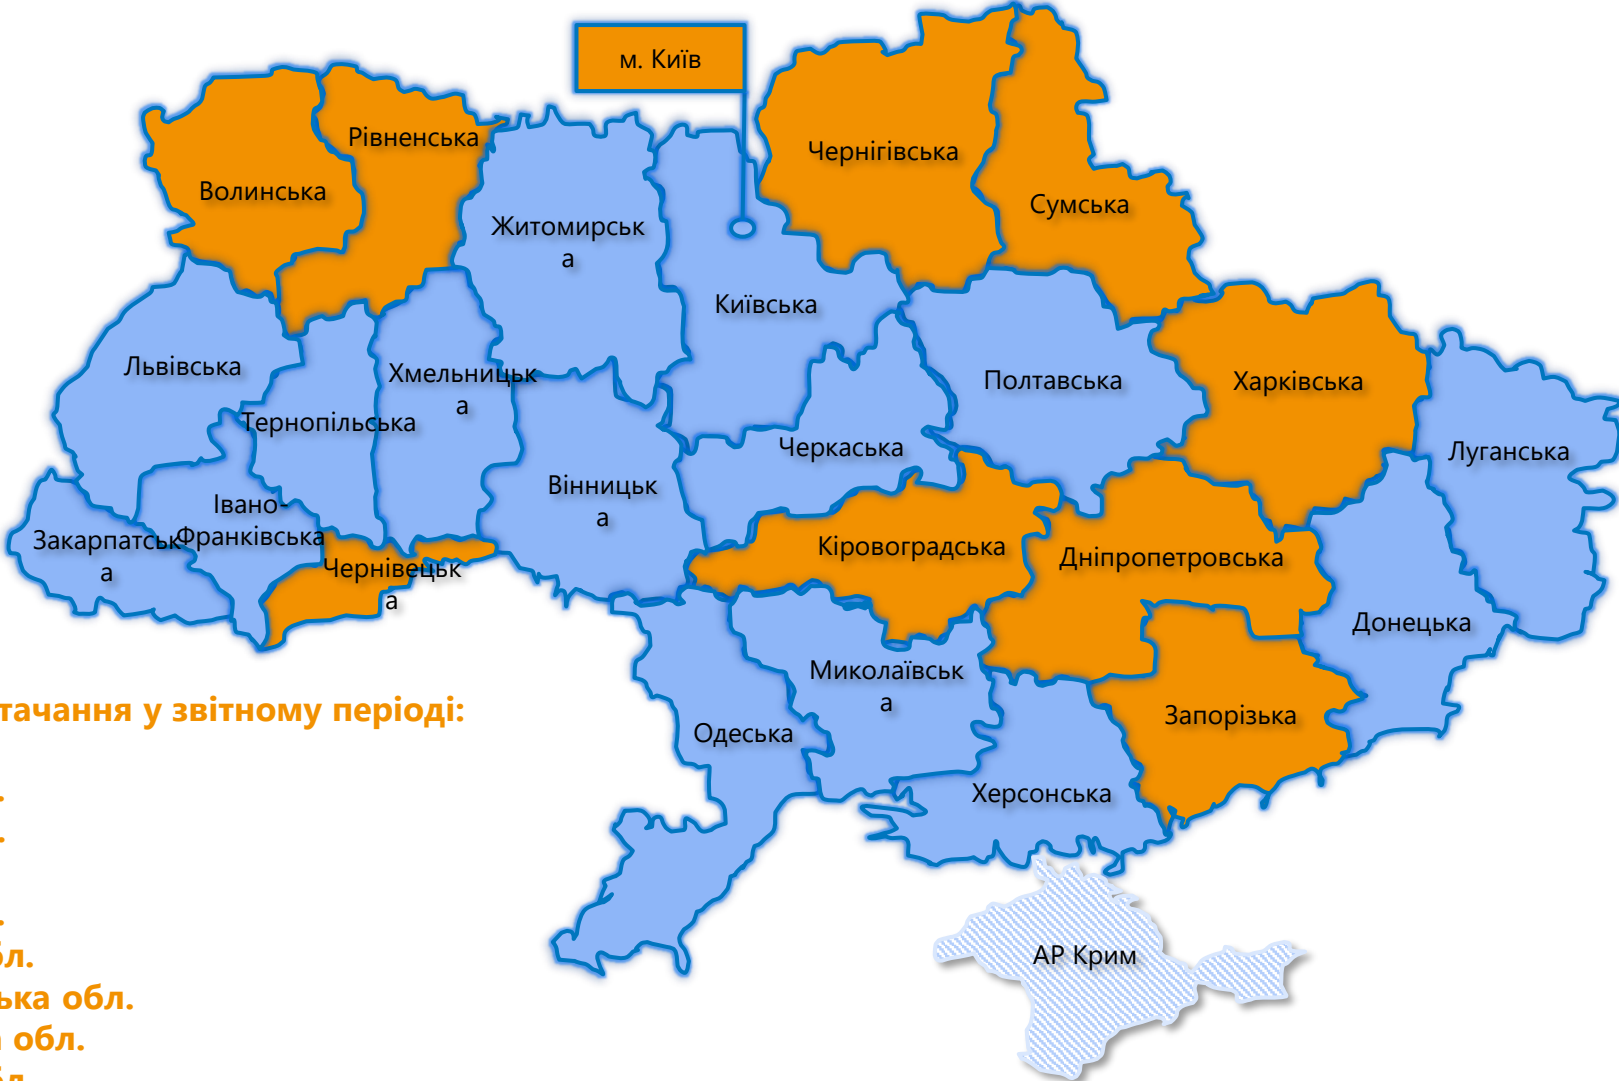 м. Київ
Рівненська
Чернігівська
Волинська
Сумська
Житомирськ
а
Київська
Львівська
Хмельницьк
а
Полтавська
Харківська
Тернопільська
Черкаська
Луганська
Вінницьк
а
Івано-
Франківська
Закарпатськ
а
Кіровоградська
Дніпропетровська
Чернівецьк
а
Донецька
Миколаївськ
а
Запорізька
Одеська
Херсонська
АР Крим
тачання у звітному періоді:
ька обл.
обл.